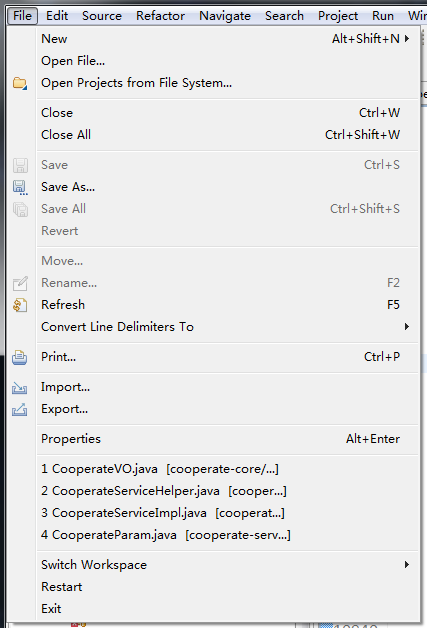 File Edit Source Refactor Navigate Search Project Run
New Alt+Shift+N
Open File...
Open Projects from File System...
Close Ctrl+W
Close All Ctrl+Shift+W
Save Ctrl+S
Save As...
Save All Ctrl+Shift+S
Revert
Move...
Rename... F2
Refresh F5
Convert Line Delimiters To
Print... Ctrl+P
Import...
Export...
Properties Alt+Enter
1 CooperateVO.java [cooperate-core/...]
2 CooperateServiceHelper.java [cooper...]
3 CooperateServiceImpl.java [cooperat...]
4 CooperateParam.java [cooperate-serv...]
Switch Workspace
Restart
Exit